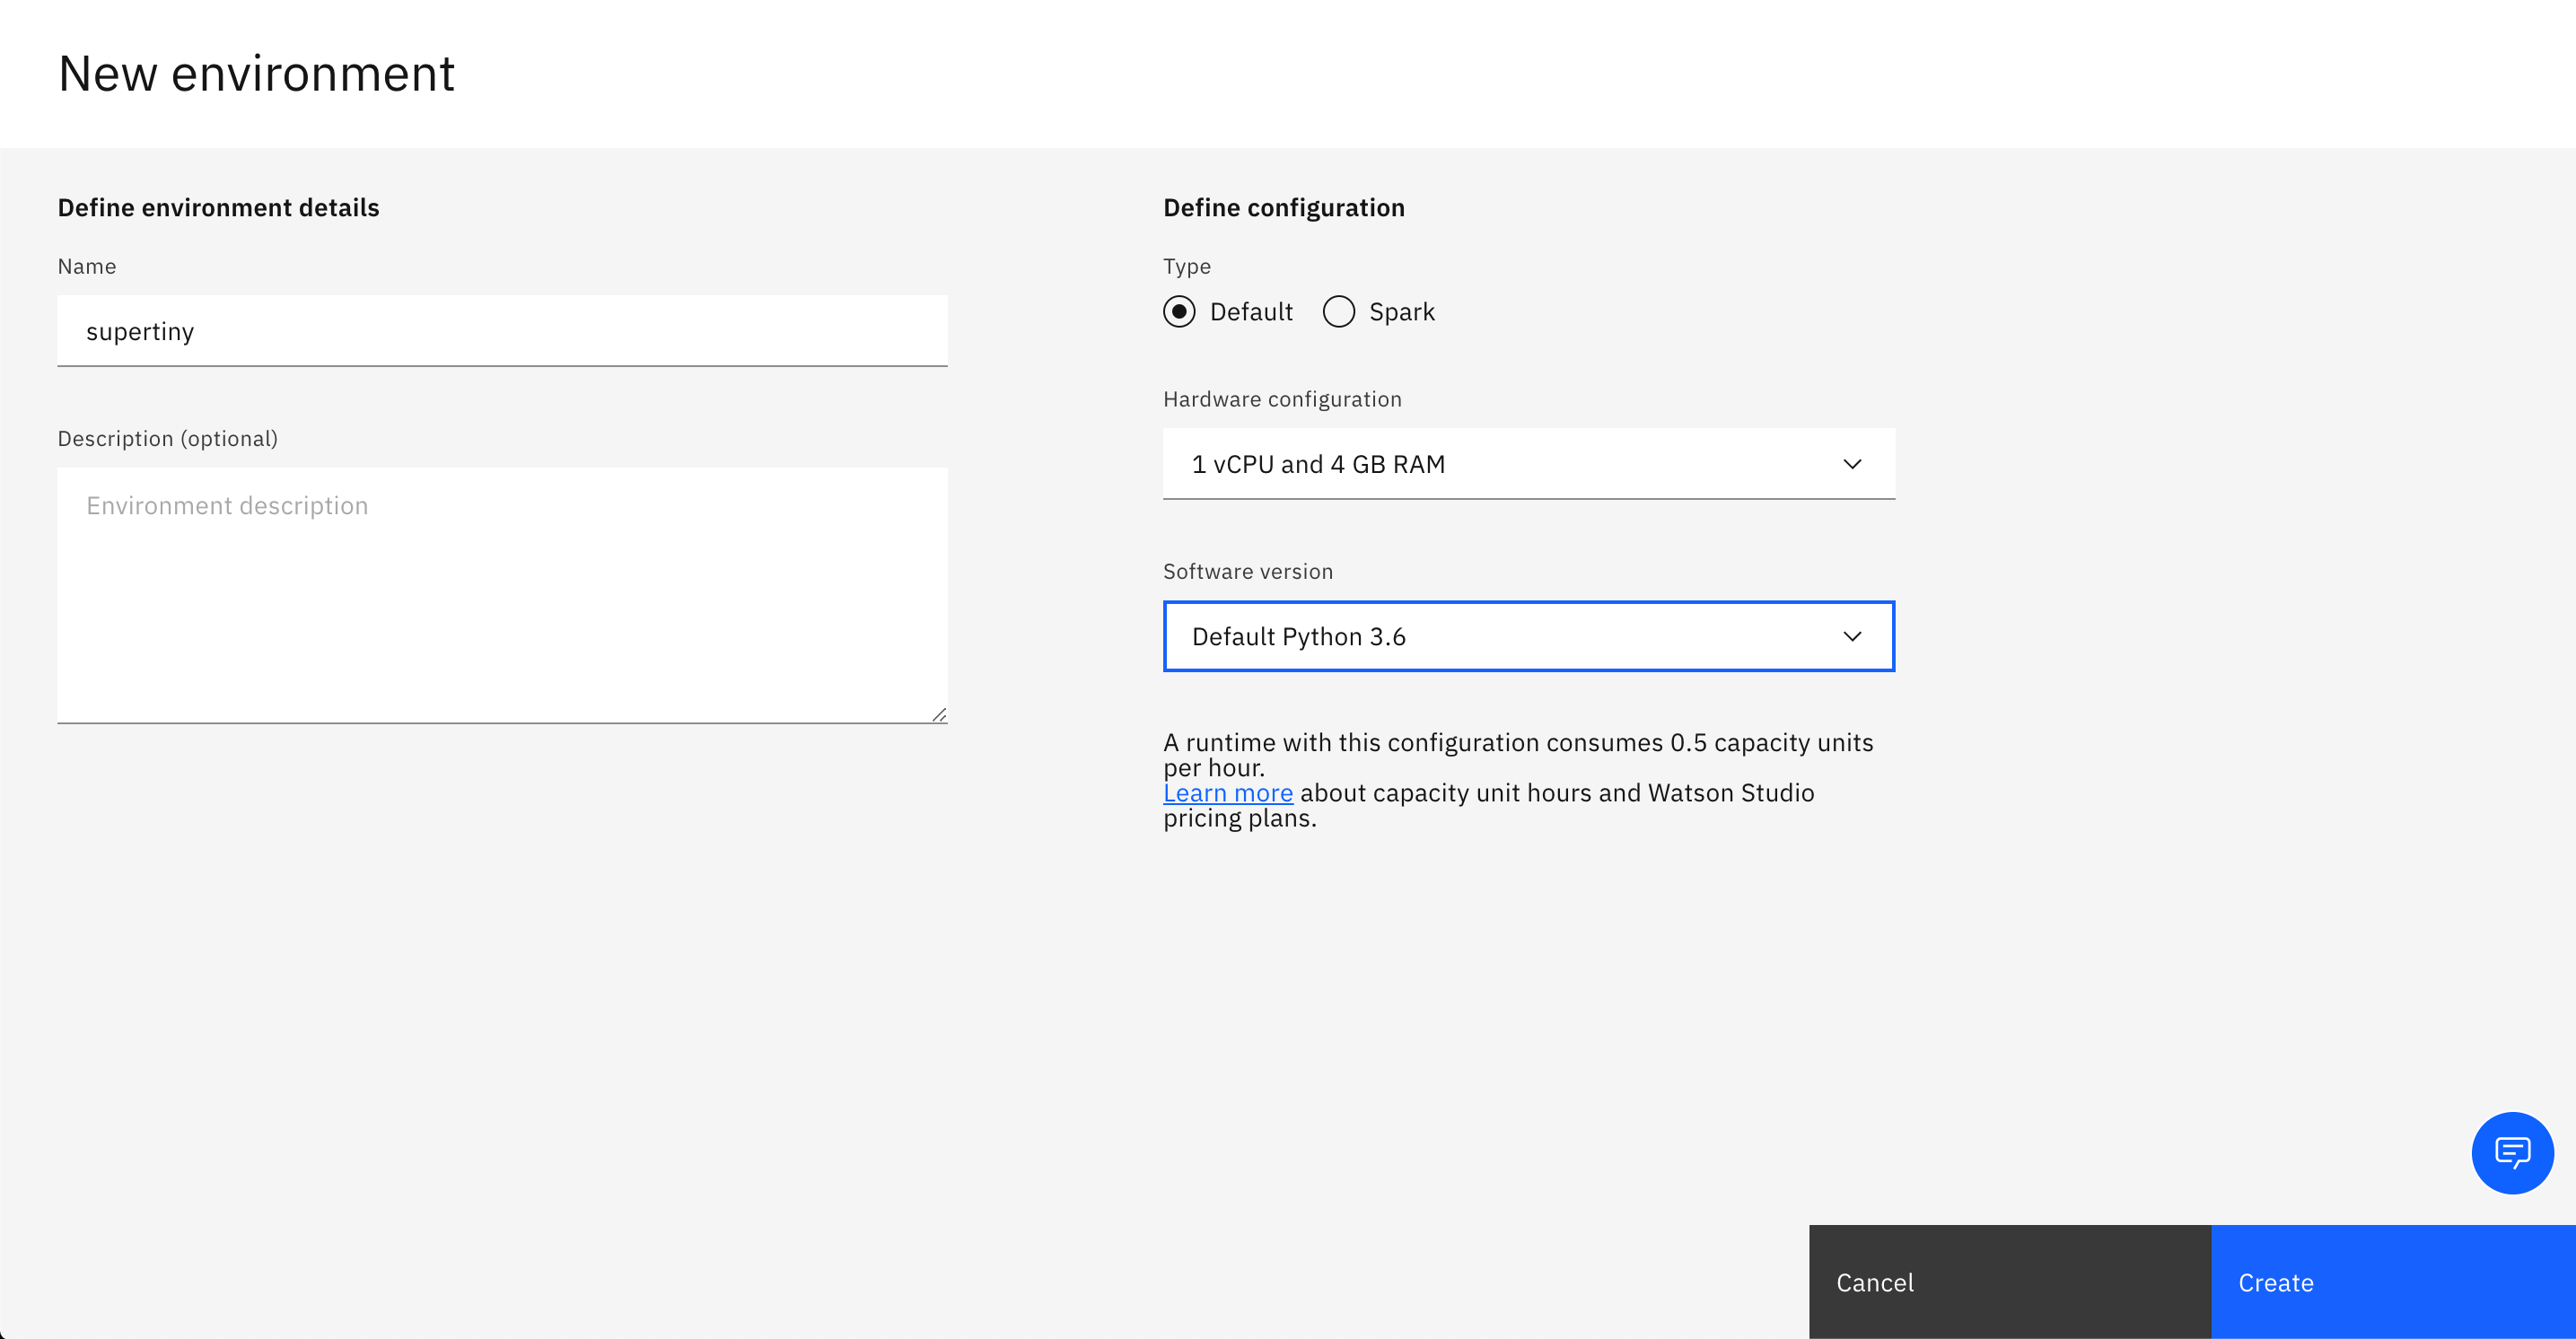 New environment
Define environment details
Name
supertiny
Description (optional)
Environment description
Define configuration
Type
Default
Spark
Hardware configuration
1 vCPU and 4 GB RAM
Software version
Default Python 3.6
A runtime with this configuration consumes 0.5 capacity units
per hour.
Learn more about capacity unit hours and Watson Studio
pricing plans.
Cancel
Create